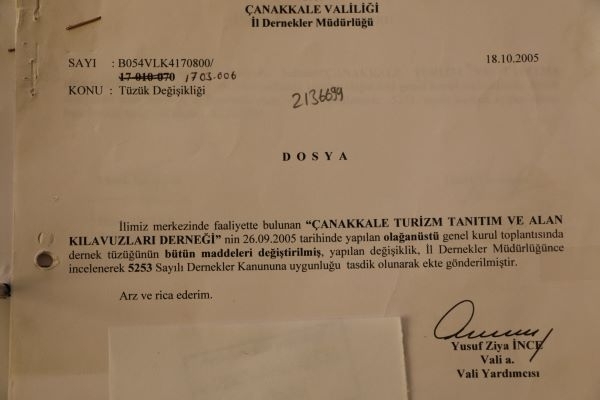 ÇANAKKALE VALİLİĞİ
İl Dernekler Müdürlüğü
SAYI : B054VLK4170800/ 18.10.2005
17 010 070 1703.006
KONU : Tüzük Değişikliği
2136699
DOSYA
İlimiz merkezinde faaliyette bulunan “ÇANAKKALE TURİZM TANITIM VE ALAN
KILAVUZLARI DERNEĞİ” nin 26.09.2005 tarihinde yapılan olağanüstü genel kurul toplantısında
dernek tüzüğünün bütün maddeleri değiştirilmiş, yapılan değişiklik, İl Dernekler Müdürlüğünce
incelenerek 5253 Sayılı Dernekler Kanununa uygunluğu tasdik olunarak ekte gönderilmiştir.
Arz ve rica ederim.
Yusuf Ziya İNCE
Vali a.
Vali Yardımcısı